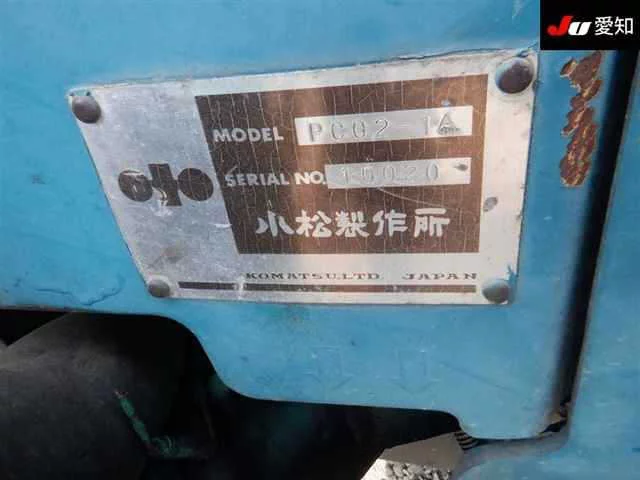 JU 愛知
MODEL PC02-1A
SERIAL NO. 15020
小松製作所
KOMATSU.LTD. JAPAN